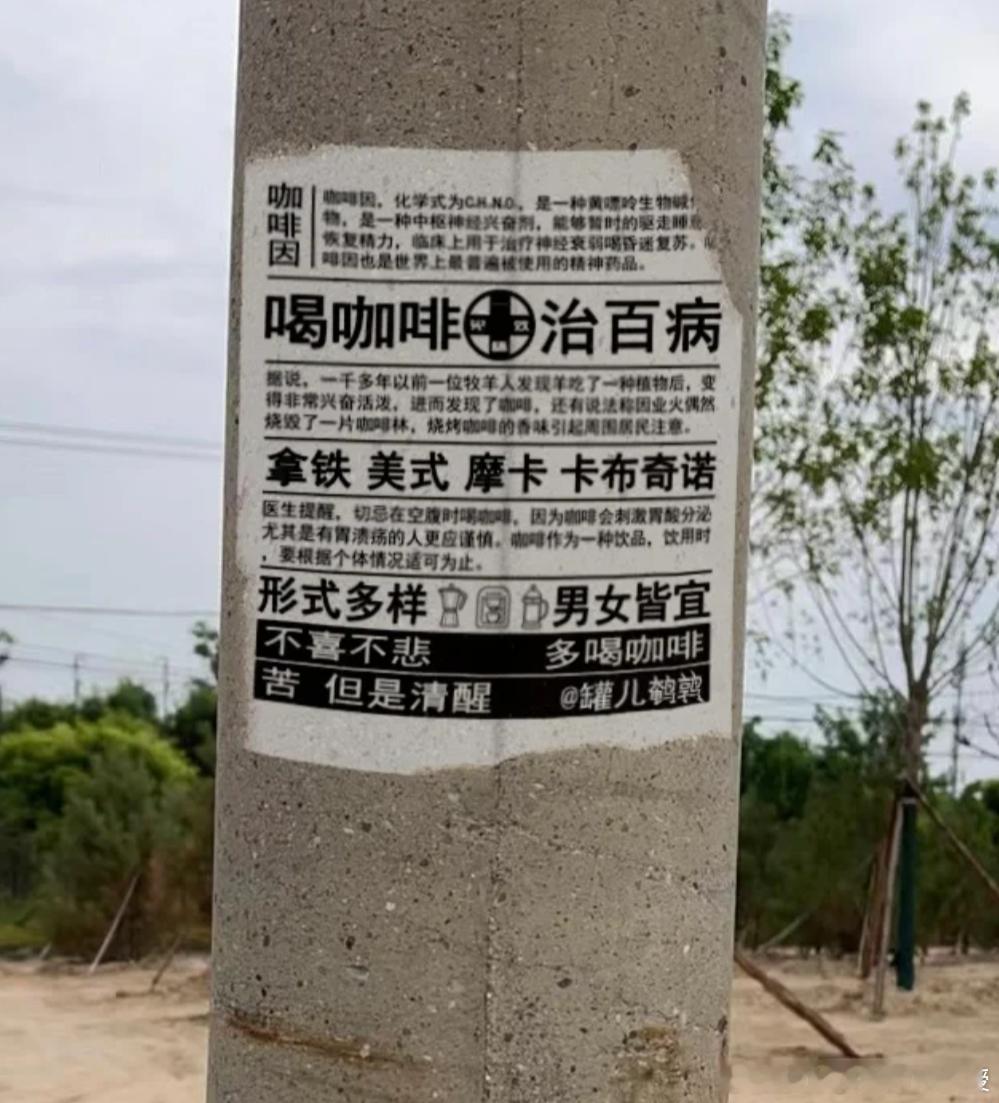 咖啡因
咖啡因，化学式为C.H.N.O.，是一种黄嘌呤生物碱
物，是一种中枢神经兴奋剂，能够暂时的驱走睡意
恢复精力，临床上用于治疗神经衰弱喝昏迷复苏。
啡因也是世界上最普遍被使用的精神药品。
喝咖啡 治百病
据说，一千多年以前一位牧羊人发现羊吃了一种植物后，变
得非常兴奋活泼，进而发现了咖啡，还有说法称因业火偶然
烧毁了一片咖啡林，烧烤咖啡的香味引起周围居民注意。
拿铁 美式 摩卡 卡布奇诺
医生提醒，切忌在空腹时喝咖啡，因为咖啡会刺激胃酸分泌
尤其是有胃溃疡的人更应谨慎。咖啡作为一种饮品，饮用时
，要根据个体情况适可为止。
形式多样 男女皆宜
不喜不悲 多喝咖啡
苦 但是清醒 @罐儿鹌鹑